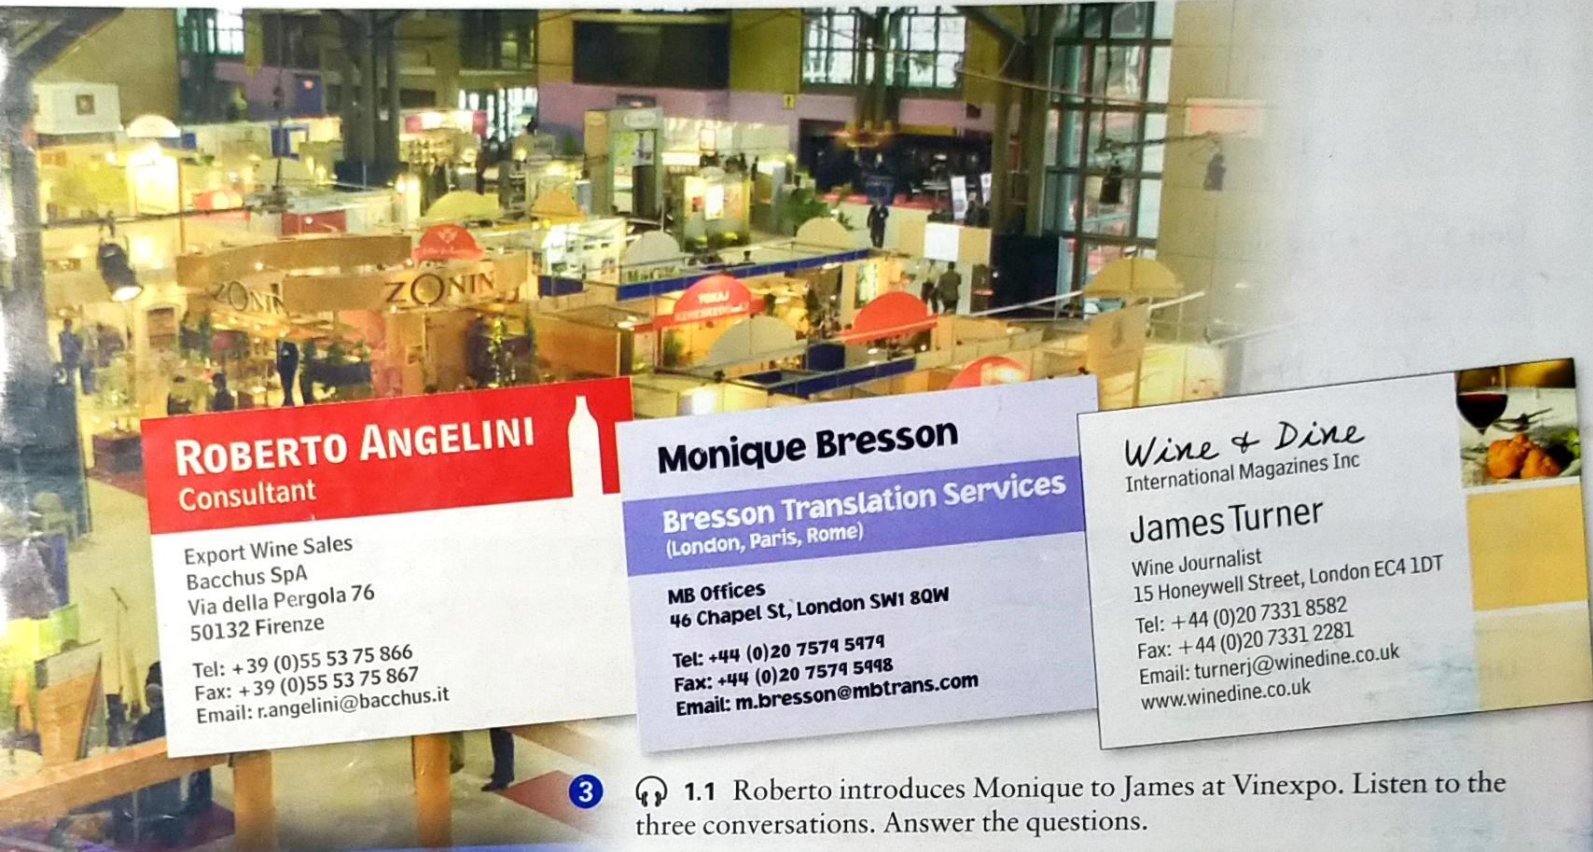 ZONIN
ZONIN
TOKAJ
ROBERTO ANGELINI
Consultant
Export Wine Sales
Bacchus SpA
Via della Pergola 76
50132 Firenze
Tel: +39 (0)55 53 75 866
Fax: +39 (0)55 53 75 867
Email: r.angelini@bacchus.it
Monique Bresson
Bresson Translation Services
(London, Paris, Rome)
MB Offices
46 Chapel St, London SW1 8QW
Tel: +44 (0)20 7579 5979
Fax: +44 (0)20 7579 5998
Email: m.bresson@mbtrans.com
Wine & Dine
International Magazines Inc
James Turner
Wine Journalist
15 Honeywell Street, London EC4 1DT
Tel: +44 (0)20 7331 8582
Fax: +44 (0)20 7331 2281
Email: turnerj@winedine.co.uk
www.winedine.co.uk
3 1.1 Roberto introduces Monique to James at Vinexpo. Listen to the
three conversations. Answer the questions.